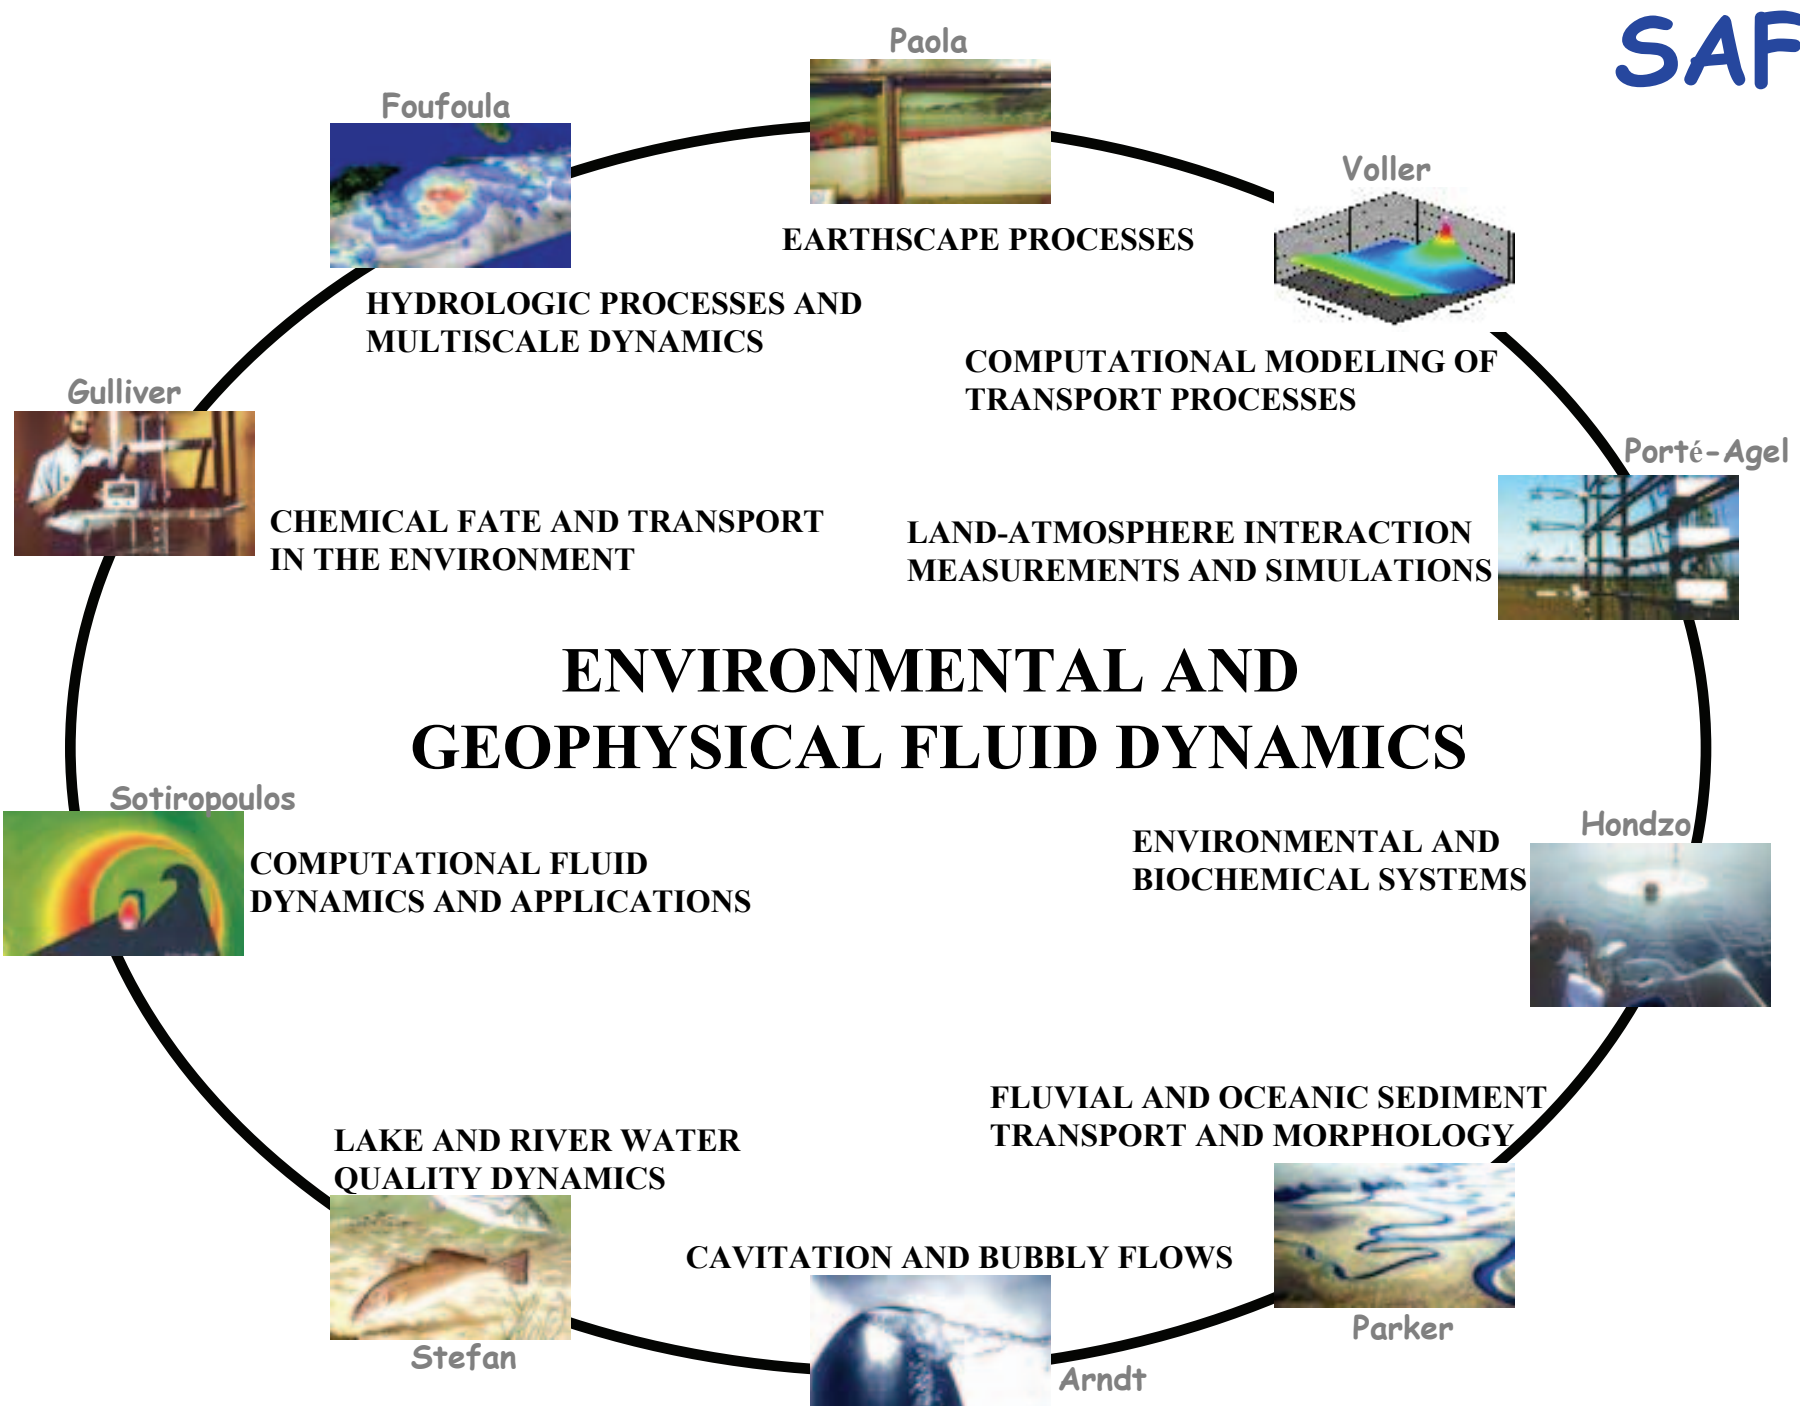 SAF
Paola
Foufoula
Voller
EARTHSCAPE PROCESSES
HYDROLOGIC PROCESSES AND
MULTISCALE DYNAMICS
COMPUTATIONAL MODELING OF
TRANSPORT PROCESSES
Gulliver
Porté-Agel
CHEMICAL FATE AND TRANSPORT
IN THE ENVIRONMENT
LAND-ATMOSPHERE INTERACTION
MEASUREMENTS AND SIMULATIONS
ENVIRONMENTAL AND
GEOPHYSICAL FLUID DYNAMICS
Sotiropoulos
Hondzo
COMPUTATIONAL FLUID
DYNAMICS AND APPLICATIONS
ENVIRONMENTAL AND
BIOCHEMICAL SYSTEMS
FLUVIAL AND OCEANIC SEDIMENT
TRANSPORT AND MORPHOLOGY
LAKE AND RIVER WATER
QUALITY DYNAMICS
CAVITATION AND BUBBLY FLOWS
Parker
Stefan
Arndt